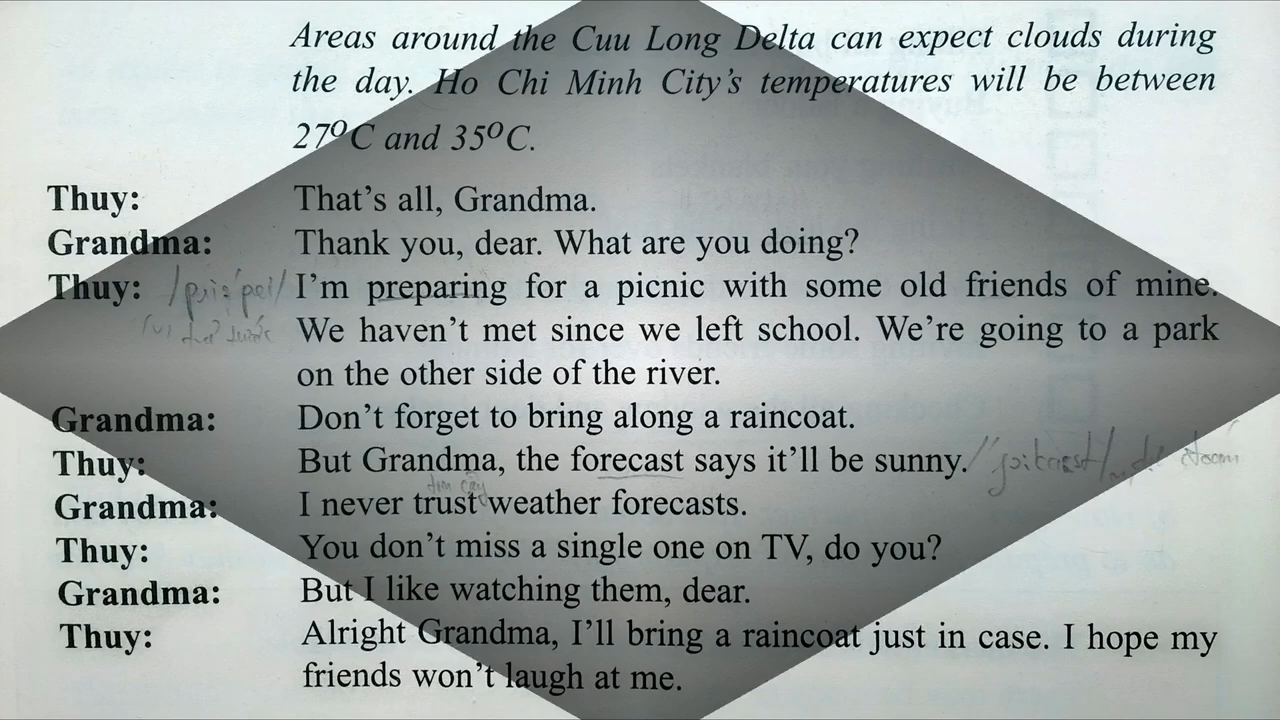 Areas around the Cuu Long Delta can expect clouds during
the day. Ho Chi Minh City's temperatures will be between
27°C and 35°C.
Thuy: That's all, Grandma.
Grandma: Thank you, dear. What are you doing?
Thuy: I'm preparing for a picnic with some old friends of mine.
We haven't met since we left school. We're going to a park
on the other side of the river.
Grandma: Don't forget to bring along a raincoat.
Thuy: But Grandma, the forecast says it'll be sunny.
Grandma: I never trust weather forecasts.
Thuy: You don't miss a single one on TV, do you?
Grandma: But I like watching them, dear.
Thuy: Alright Grandma, I'll bring a raincoat just in case. I hope my
friends won't laugh at me.